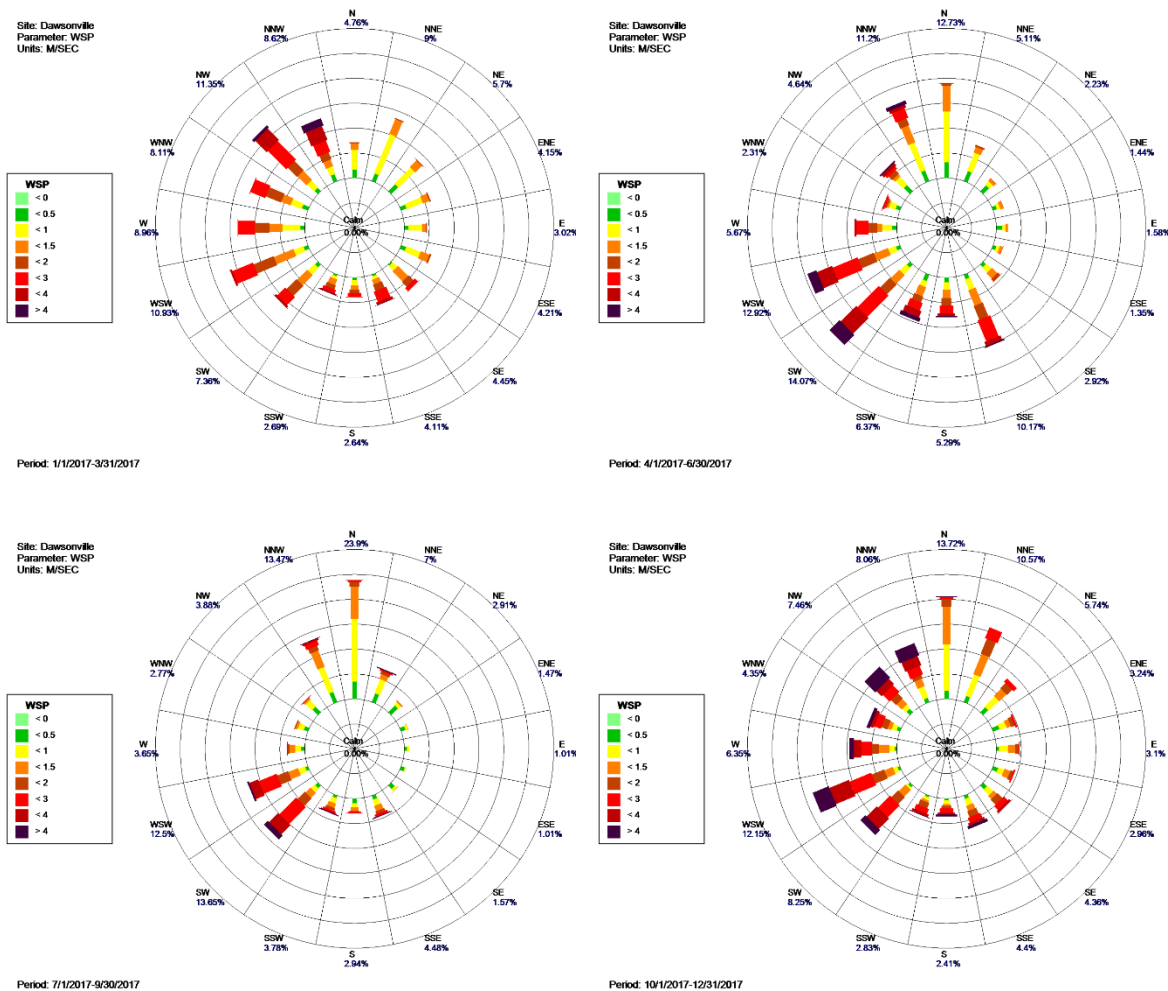 Site: Dawsonville
Parameter: WSP
Units: M/SEC
N
4.76%
NNW
8.62%
NNE
9%
NW
11.35%
NE
5.7%
WNW
8.11%
ENE
4.15%
W
8.96%
E
3.02%
WSW
10.93%
ESE
4.21%
SW
7.36%
SE
4.45%
SSW
2.69%
SSE
4.11%
S
2.64%
Calm
0.00%
WSP
< 0
< 0.5
< 1
< 1.5
< 2
< 3
< 4
> 4
Period: 1/1/2017-3/31/2017
Site: Dawsonville
Parameter: WSP
Units: M/SEC
N
12.73%
NNW
11.2%
NNE
5.11%
NW
4.64%
NE
2.23%
WNW
2.31%
ENE
1.44%
W
5.67%
E
1.58%
WSW
12.92%
ESE
1.35%
SW
14.07%
SE
2.92%
SSW
6.37%
SSE
10.17%
S
5.29%
Calm
0.00%
WSP
< 0
< 0.5
< 1
< 1.5
< 2
< 3
< 4
> 4
Period: 4/1/2017-6/30/2017
Site: Dawsonville
Parameter: WSP
Units: M/SEC
N
23.9%
NNW
13.47%
NNE
7%
NW
3.88%
NE
2.91%
WNW
2.77%
ENE
1.47%
W
3.65%
E
1.01%
WSW
12.5%
ESE
1.01%
SW
13.65%
SE
1.57%
SSW
3.78%
SSE
4.48%
S
2.94%
Calm
0.00%
WSP
< 0
< 0.5
< 1
< 1.5
< 2
< 3
< 4
> 4
Period: 7/1/2017-9/30/2017
Site: Dawsonville
Parameter: WSP
Units: M/SEC
N
13.72%
NNW
8.06%
NNE
10.57%
NW
7.46%
NE
5.74%
WNW
4.35%
ENE
3.24%
W
6.35%
E
3.1%
WSW
12.15%
ESE
2.96%
SW
8.25%
SE
4.36%
SSW
2.83%
SSE
4.4%
S
2.41%
Calm
0.00%
WSP
< 0
< 0.5
< 1
< 1.5
< 2
< 3
< 4
> 4
Period: 10/1/2017-12/31/2017